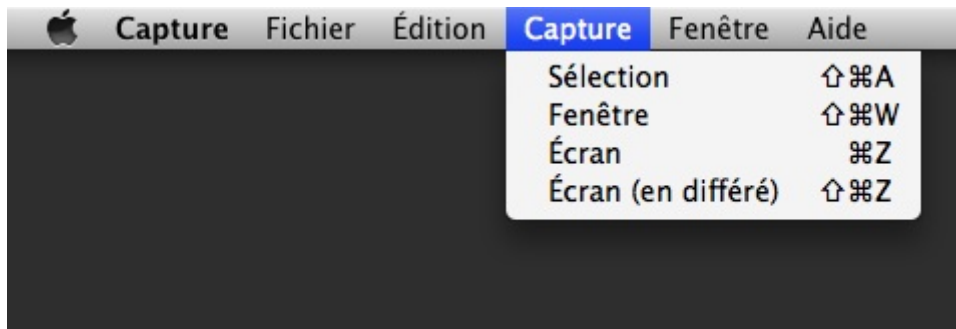 Capture Fichier Édition Capture Fenêtre Aide
Sélection ⇧⌘A
Fenêtre ⇧⌘W
Écran ⌘Z
Écran (en différé) ⇧⌘Z